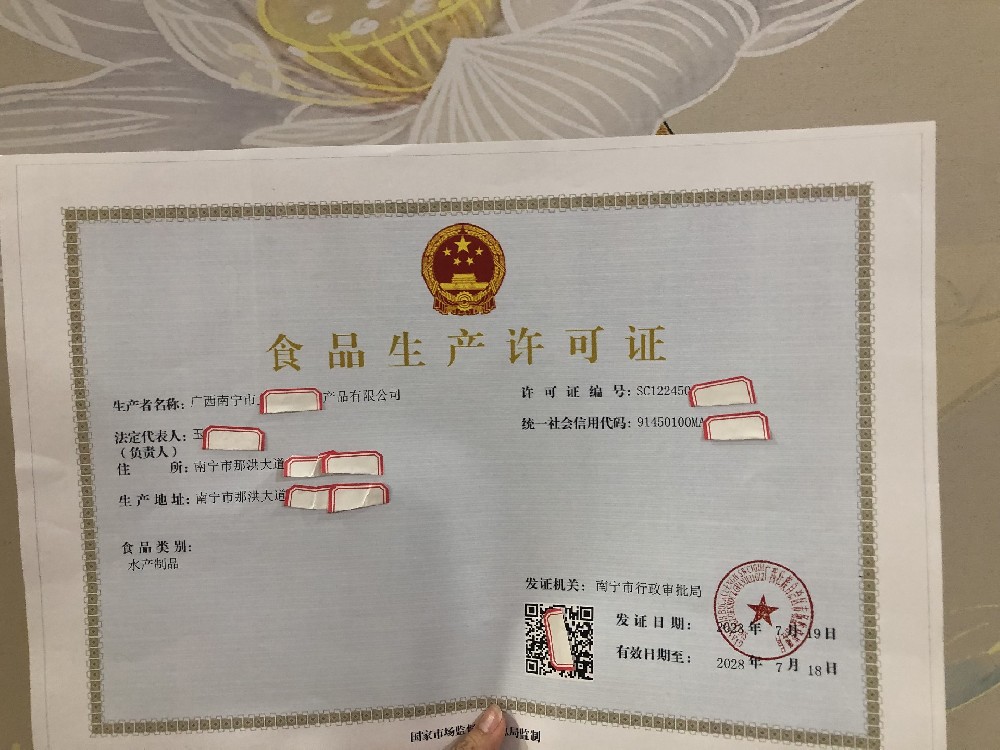 食品生产许可证
生产者名称: 广西南宁市 产品有限公司
许可证编号: SC122450
统一社会信用代码: 91450100MA
法定代表人: 玉
(负责人)
住所: 南宁市那洪大道
生产地址: 南宁市那洪大道
食品类别:
水产制品
发证机关: 南宁市行政审批局
发证日期: 2023年 7月19日
有效日期至: 2028年 7月18日
国家市场监 局监制